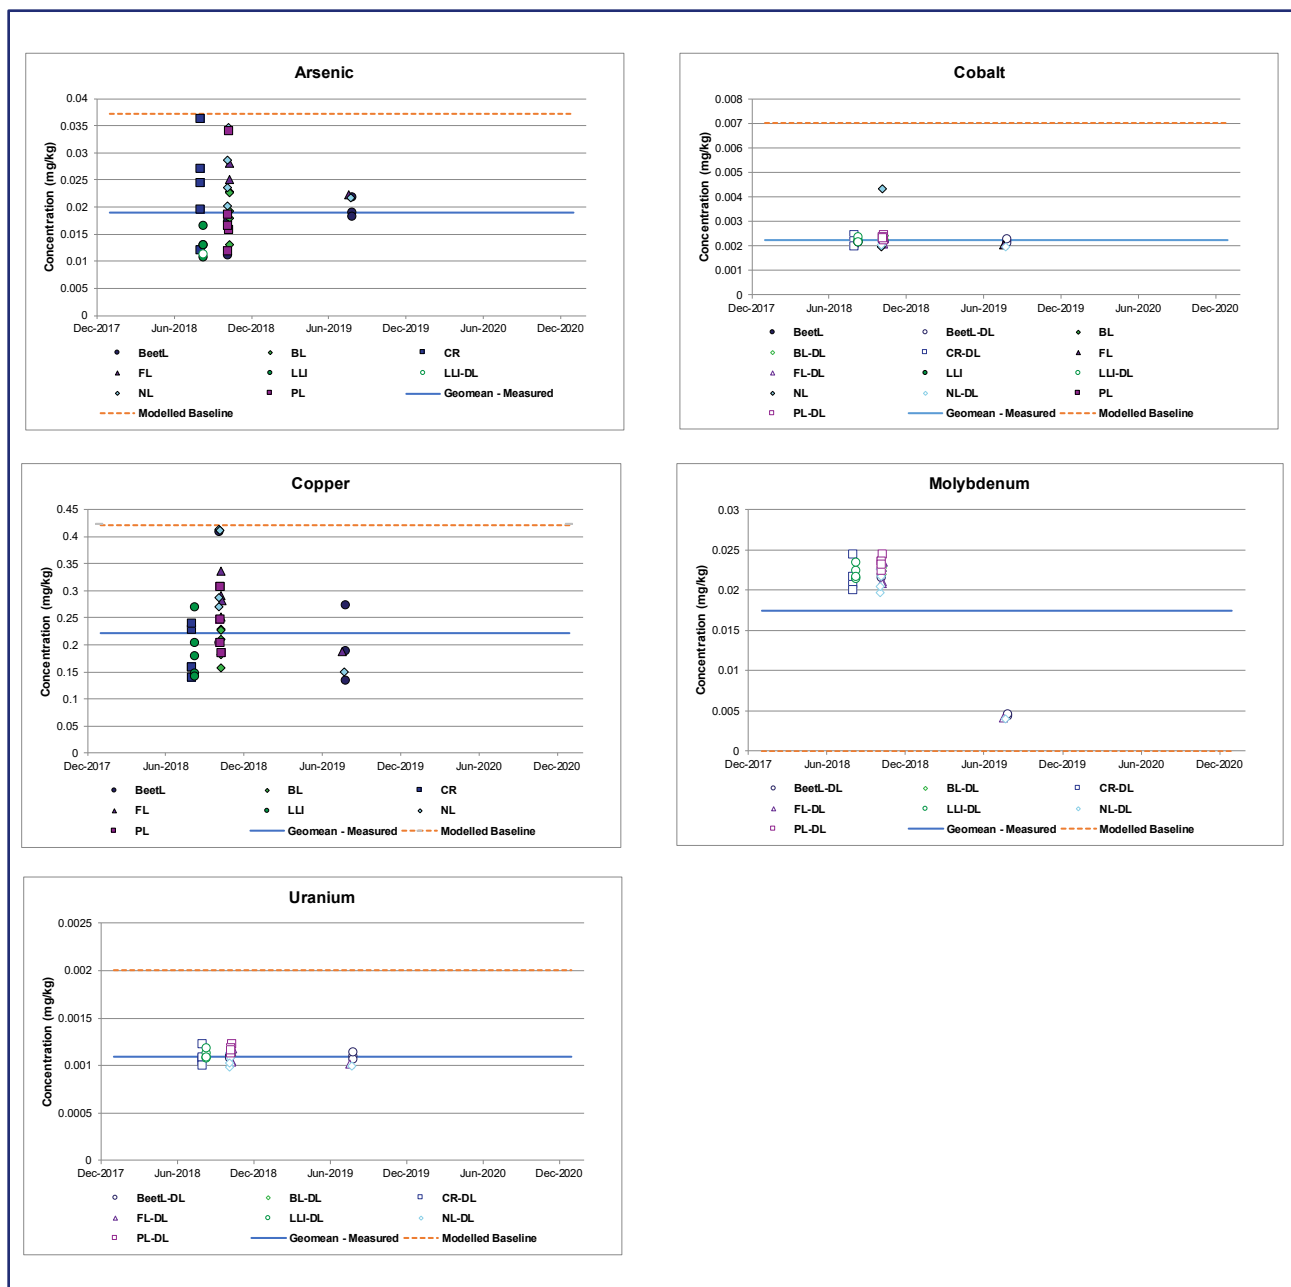 Arsenic
Concentration (mg/kg)
0.04
0.035
0.03
0.025
0.02
0.015
0.01
0.005
0
Dec-2017 Jun-2018 Dec-2018 Jun-2019 Dec-2019 Jun-2020 Dec-2020
BeetL BL CR
FL LLI LLI-DL
NL PL Geomean - Measured
Modelled Baseline
Cobalt
Concentration (mg/kg)
0.008
0.007
0.006
0.005
0.004
0.003
0.002
0.001
0
Dec-2017 Jun-2018 Dec-2018 Jun-2019 Dec-2019 Jun-2020 Dec-2020
BeetL BeetL-DL BL
BL-DL CR-DL FL
FL-DL LLI LLI-DL
NL NL-DL PL
PL-DL Geomean - Measured Modelled Baseline
Copper
Concentration (mg/kg)
0.45
0.4
0.35
0.3
0.25
0.2
0.15
0.1
0.05
0
Dec-2017 Jun-2018 Dec-2018 Jun-2019 Dec-2019 Jun-2020 Dec-2020
BeetL BL CR
FL LLI NL
PL Geomean - Measured Modelled Baseline
Molybdenum
Concentration (mg/kg)
0.03
0.025
0.02
0.015
0.01
0.005
0
Dec-2017 Jun-2018 Dec-2018 Jun-2019 Dec-2019 Jun-2020 Dec-2020
BeetL-DL BL-DL CR-DL
FL-DL LLI-DL NL-DL
PL-DL Geomean - Measured Modelled Baseline
Uranium
Concentration (mg/kg)
0.0025
0.002
0.0015
0.001
0.0005
0
Dec-2017 Jun-2018 Dec-2018 Jun-2019 Dec-2019 Jun-2020 Dec-2020
BeetL-DL BL-DL CR-DL
FL-DL LLI-DL NL-DL
PL-DL Geomean - Measured Modelled Baseline